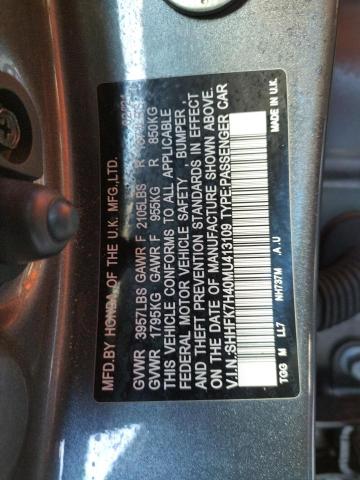 MFD.BY HONDA OF THE U.K. MFG.,LTD.
GVWR 3957LBS GAWR F 2105LBS R
GVWR 1795KG GAWR F 955KG R 850KG
THIS VEHICLE CONFORMS TO ALL APPLICABLE
FEDERAL MOTOR VEHICLE SAFETY , BUMPER,
AND THEFT PREVENTION STANDARDS IN EFFECT
ON THE DATE OF MANUFACTURE SHOWN ABOVE.
V.I.N.:SHHFK7H40MU413109 TYPE:PASSENGER CAR
TGG M LL7 NH737M A.U MADE IN U.K.